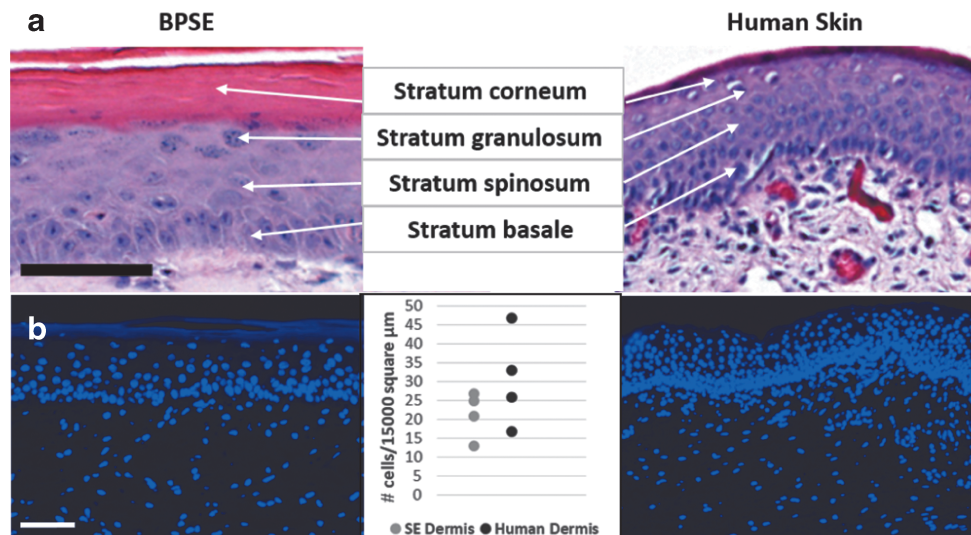 a
BPSE
Human Skin
Stratum corneum
Stratum granulosum
Stratum spinosum
Stratum basale
b
# cells/15000 square μm
50
45
40
35
30
25
20
15
10
5
0
SE Dermis
Human Dermis